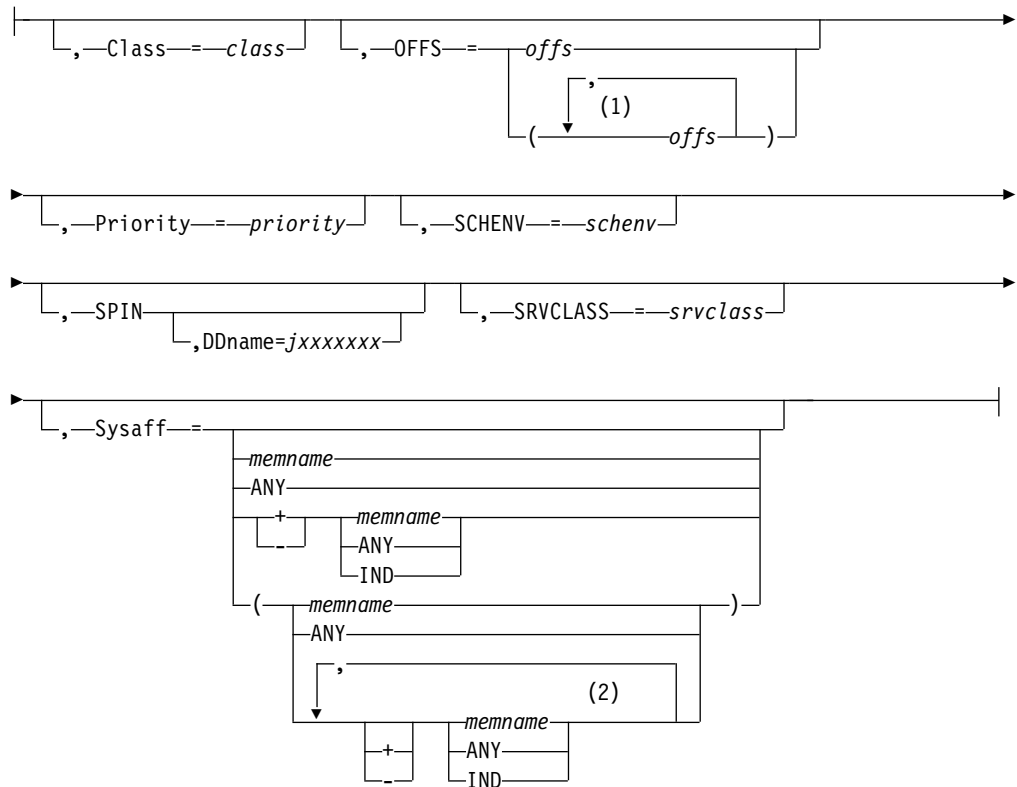 , Class = class , OFFS = offs
,
(1)
( offs )
, Priority = priority , SCHENV = schenv
, SPIN , SRVCLASS = srvclass
,DDname=jxxxxxxx
, Sysaff =
memname
ANY
+ memname
- ANY
IND
( memname )
ANY
,
(2)
memname
+ ANY
- IND